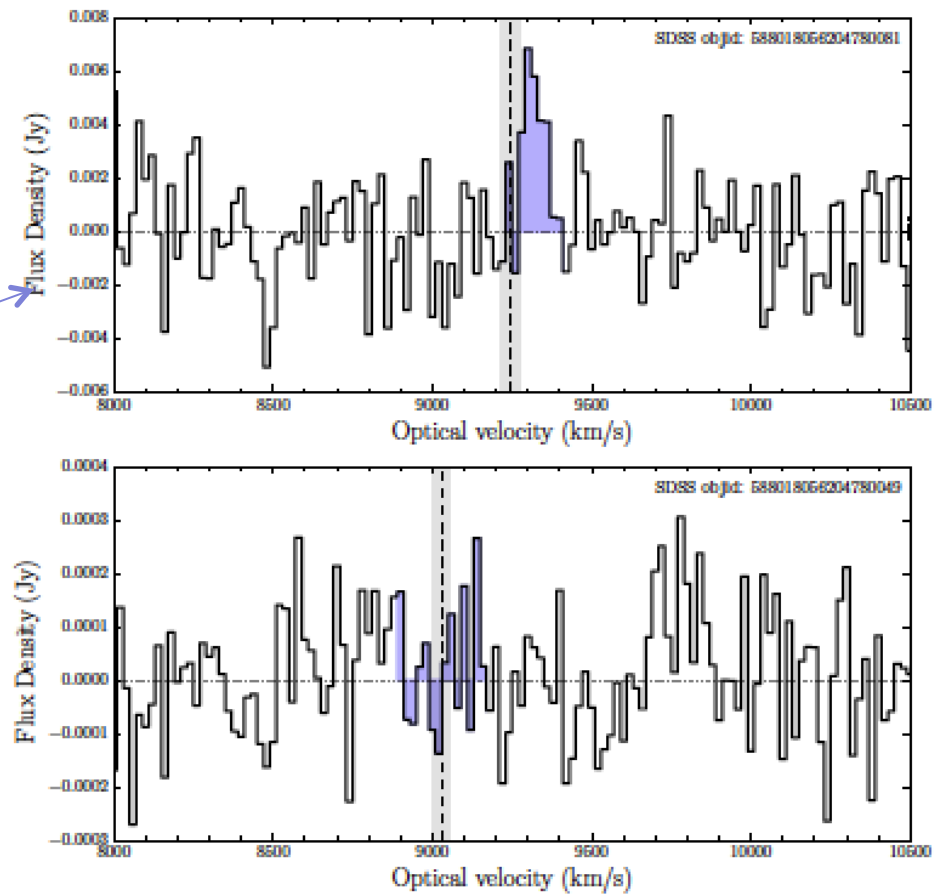 0.008
SDSS objid: 588018056204780081
0.006
0.004
0.002
0.000
−0.002
−0.004
−0.006
Flux Density (Jy)
8000 8500 9000 9500 10000 10500
Optical velocity (km/s)
0.0004
SDSS objid: 588018056204780049
0.0003
0.0002
0.0001
0.0000
−0.0001
−0.0002
−0.0003
Flux Density (Jy)
8000 8500 9000 9500 10000 10500
Optical velocity (km/s)